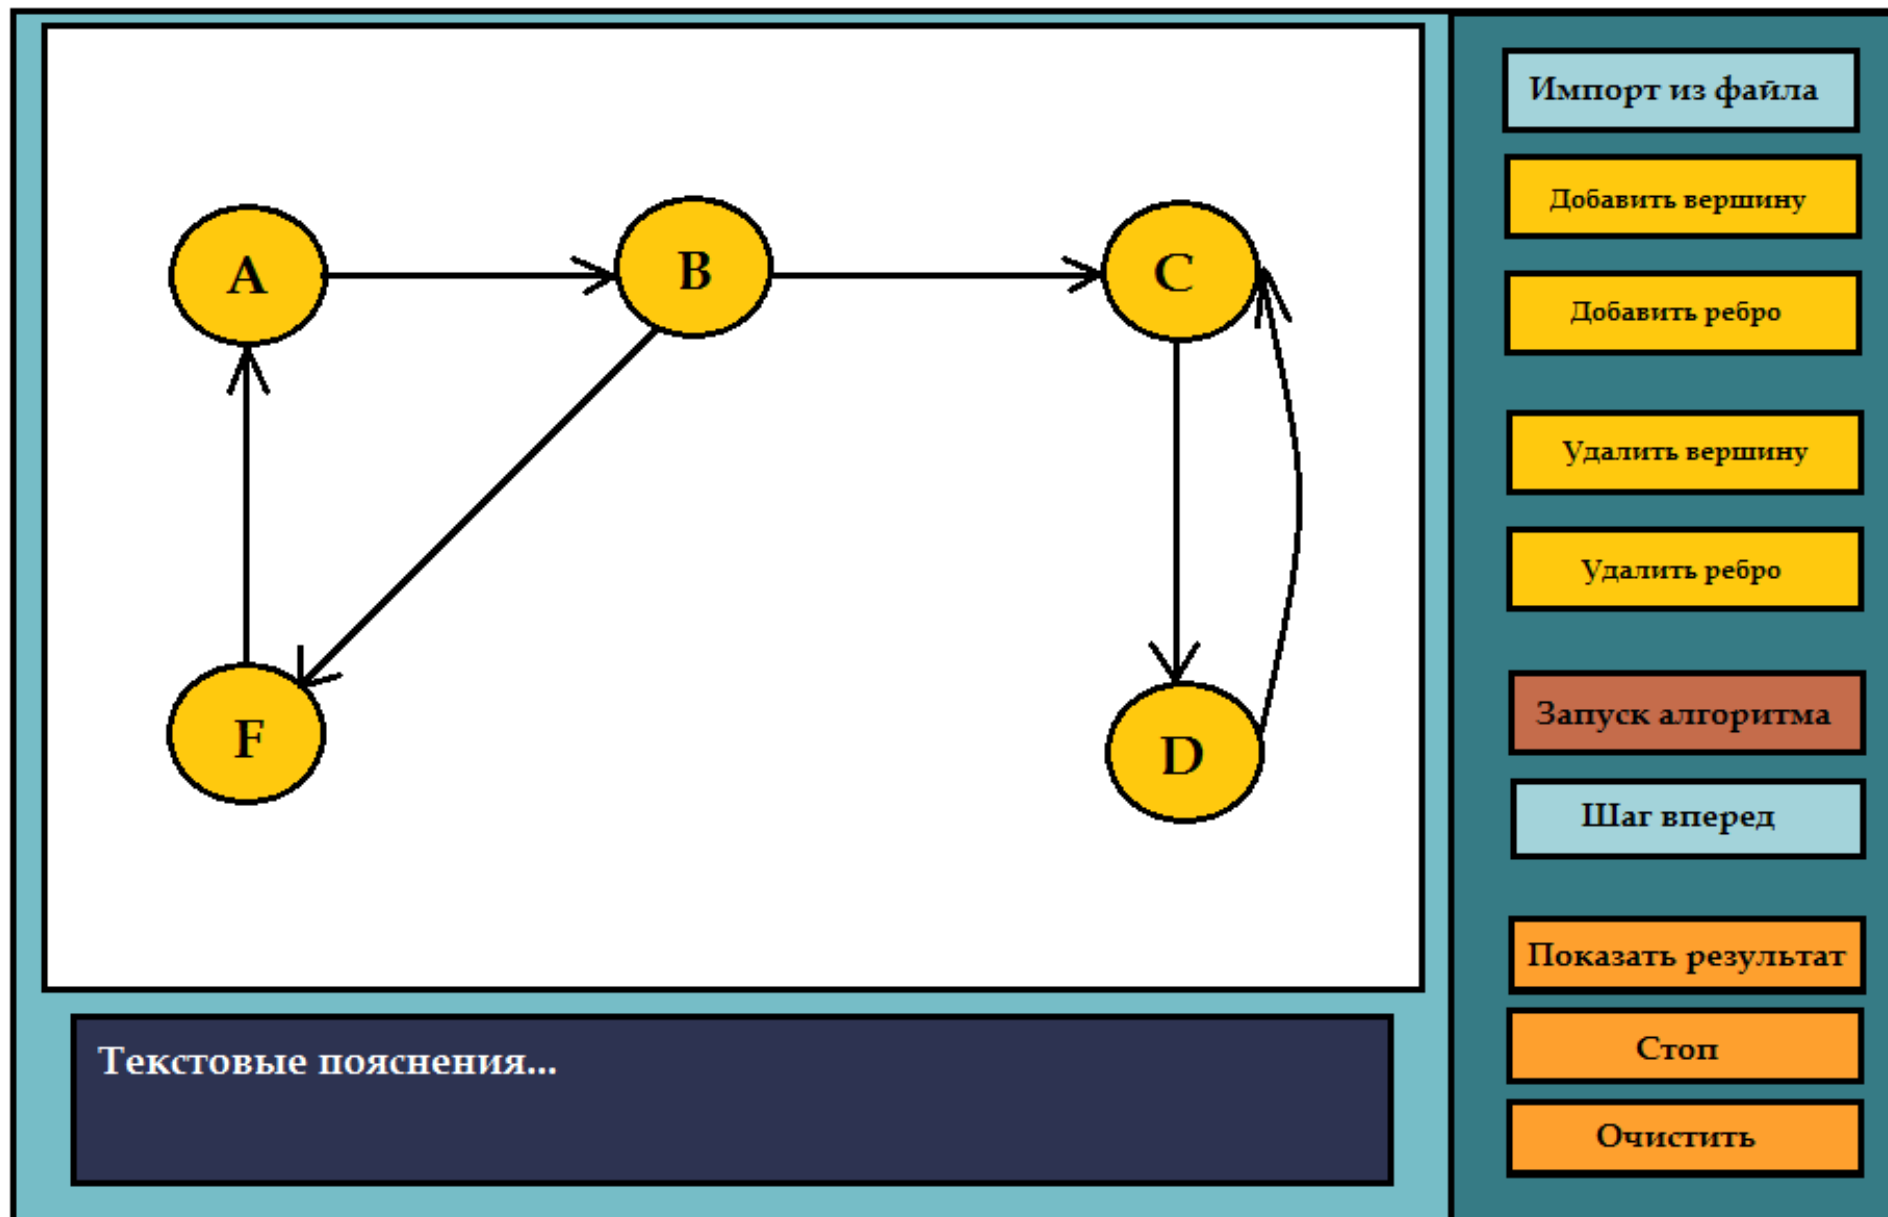 A
B
C
F
D
Текстовые пояснения...
Импорт из файла
Добавить вершину
Добавить ребро
Удалить вершину
Удалить ребро
Запуск алгоритма
Шаг вперед
Показать результат
Стоп
Очистить